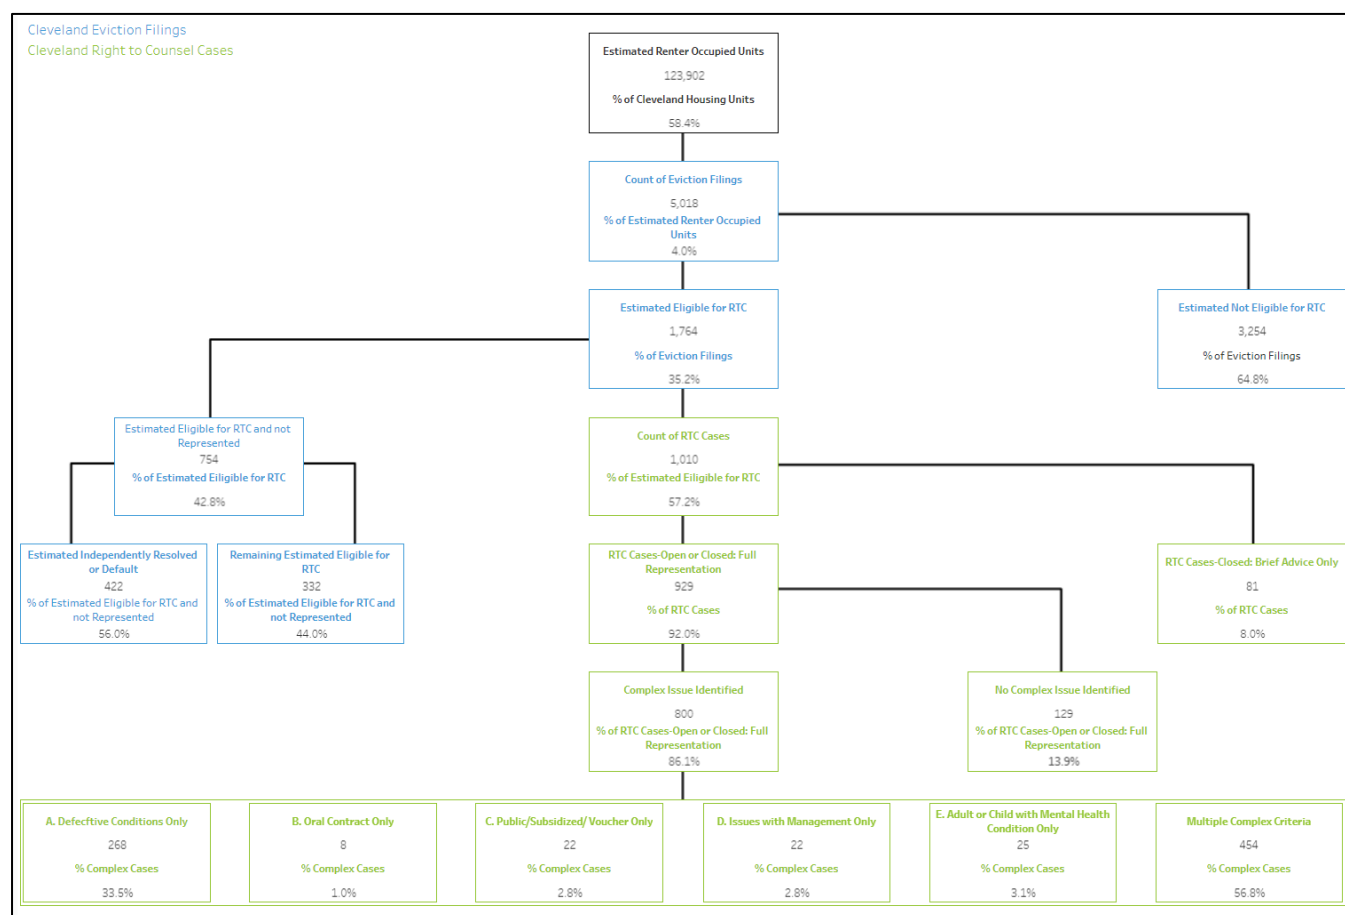 Cleveland Eviction Filings
Cleveland Right to Counsel Cases
Estimated Renter Occupied Units
123,902
% of Cleveland Housing Units
58.4%
Count of Eviction Filings
5,018
% of Estimated Renter Occupied
Units
4.0%
Estimated Eligible for RTC
1,764
% of Eviction Filings
35.2%
Estimated Not Eligible for RTC
3,254
% of Eviction Filings
64.8%
Estimated Eligible for RTC and not
Represented
754
% of Estimated Eiligible for RTC
42.8%
Count of RTC Cases
1,010
% of Estimated Eiligible for RTC
57.2%
Estimated Independently Resolved
or Default
422
% of Estimated Eligible for RTC and
not Represented
56.0%
Remaining Estimated Eligible for
RTC
332
% of Estimated Eligible for RTC and
not Represented
44.0%
RTC Cases-Open or Closed: Full
Representation
929
% of RTC Cases
92.0%
RTC Cases-Closed: Brief Advice Only
81
% of RTC Cases
8.0%
Complex Issue Identified
800
% of RTC Cases-Open or Closed: Full
Representation
86.1%
No Complex Issue Identified
129
% of RTC Cases-Open or Closed: Full
Representation
13.9%
A. Defecftive Conditions Only
268
% Complex Cases
33.5%
B. Oral Contract Only
8
% Complex Cases
1.0%
C. Public/Subsidized/ Voucher Only
22
% Complex Cases
2.8%
D. Issues with Management Only
22
% Complex Cases
2.8%
E. Adult or Child with Mental Health
Condition Only
25
% Complex Cases
3.1%
Multiple Complex Criteria
454
% Complex Cases
56.8%